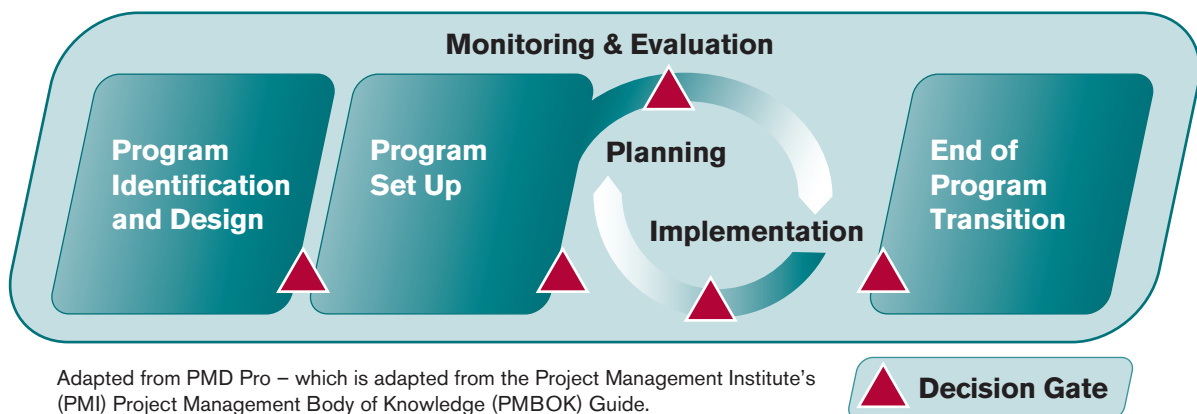 Monitoring & Evaluation
Program
Identification
and Design
Program
Set Up
Planning
Implementation
End of
Program
Transition
Adapted from PMD Pro – which is adapted from the Project Management Institute’s
(PMI) Project Management Body of Knowledge (PMBOK) Guide.
Decision Gate